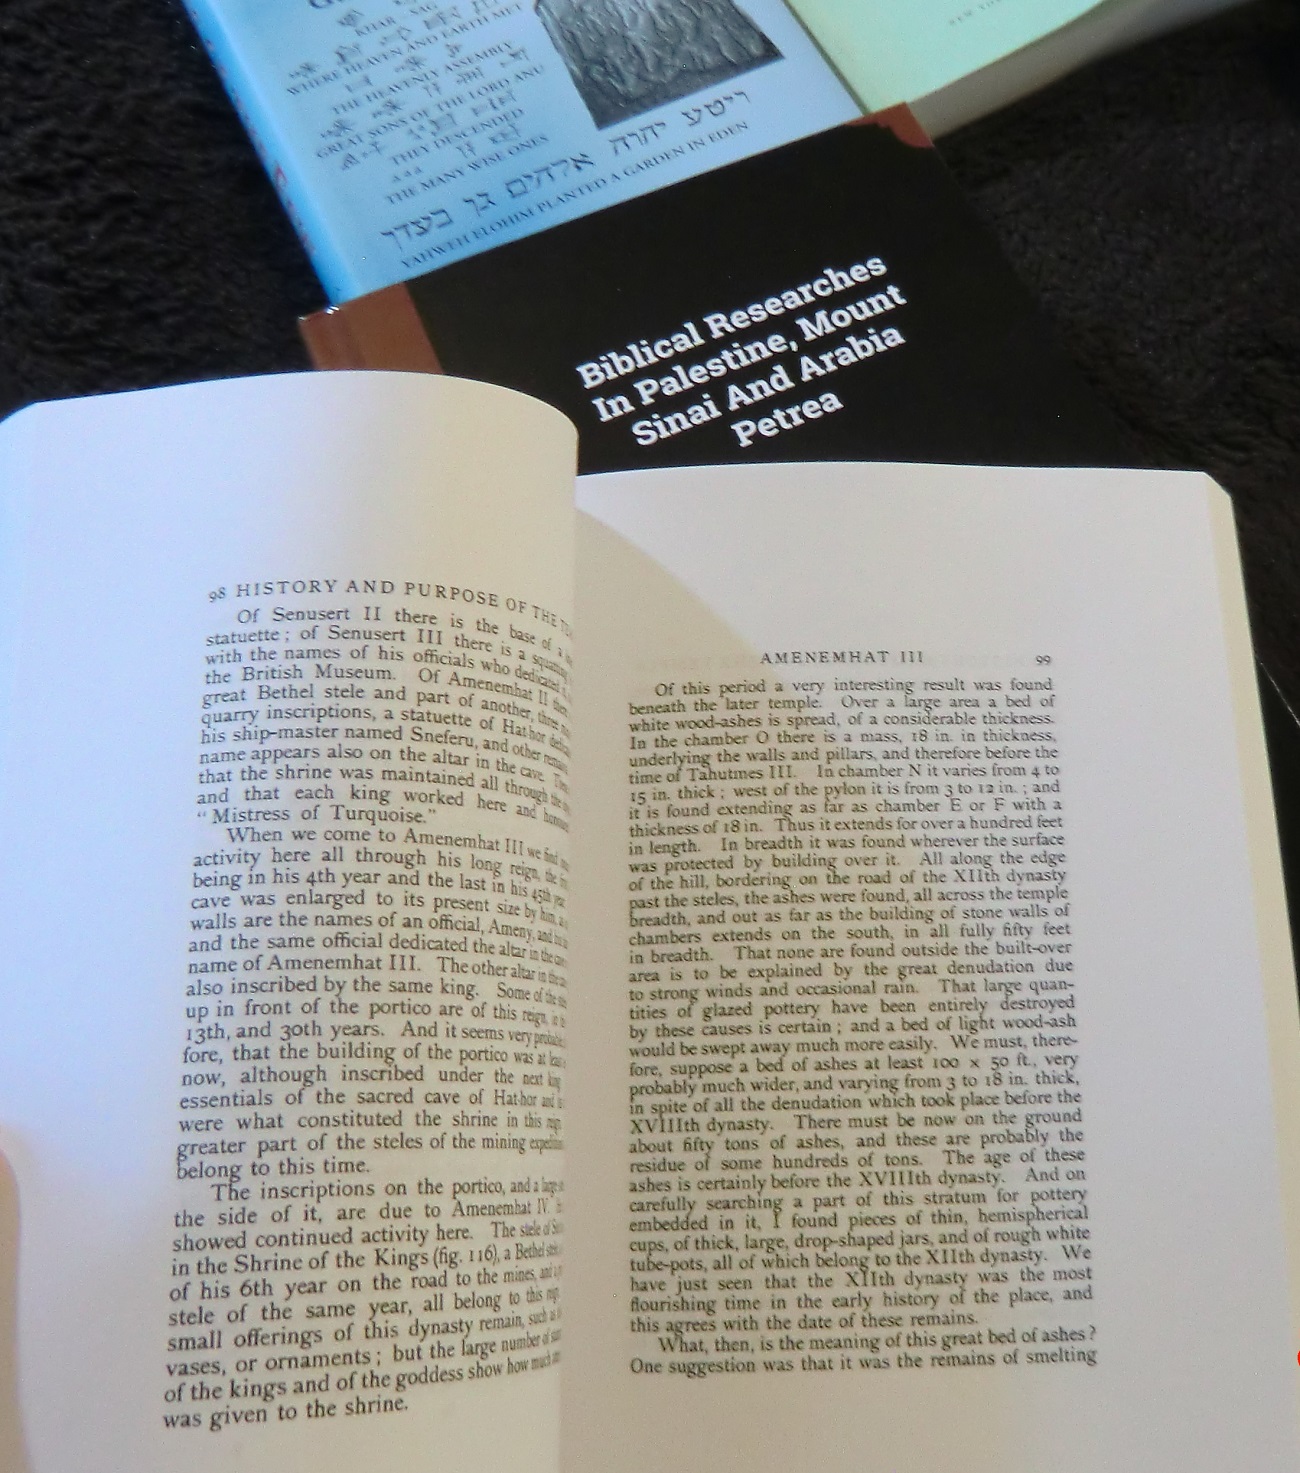 KHAR SAG
WHERE HEAVEN AND EARTH MET
THE HEAVENLY ASSEMBLY
GREAT SONS OF THE LORD ANU
THEY DESCENDED
THE MANY WISE ONES
ויטע יהוה אלהים גן בעדן
YAHWEH ELOHIM PLANTED A GARDEN IN EDEN
Biblical Researches
In Palestine, Mount
Sinai And Arabia
Petrea
98 HISTORY AND PURPOSE OF THE
Of Senusert II there is the base of a
statuette; of Senusert III there is a
with the names of his officials who dedicated
the British Museum. Of Amenemhat II
great Bethel stele and part of another, three
quarry inscriptions, a statuette of Hat-hor
his ship-master named Sneferu, and other
name appears also on the altar in the cave.
that the shrine was maintained all through the
and that each king worked here and
"Mistress of Turquoise."
When we come to Amenemhat III we find
activity here all through his long reign, the
being in his 4th year and the last in his 45th
cave was enlarged to its present size by him,
walls are the names of an official, Ameny, and
and the same official dedicated the altar in the
name of Amenemhat III. The other altar in the
also inscribed by the same king. Some of the
up in front of the portico are of this reign,
13th, and 30th years. And it seems very
fore, that the building of the portico was at
now, although inscribed under the next
essentials of the sacred cave of Hat-hor and
were what constituted the shrine in this
greater part of the steles of the mining
belong to this time.
The inscriptions on the portico, and a
the side of it, are due to Amenemhat IV.
showed continued activity here. The stele of
in the Shrine of the Kings (fig. 116), a Bethel
of his 6th year on the road to the mines,
stele of the same year, all belong to this
small offerings of this dynasty remain, such
vases, or ornaments; but the large number of
of the kings and of the goddess show how
was given to the shrine.
AMENEMHAT III 99
Of this period a very interesting result was found
beneath the later temple. Over a large area a bed of
white wood-ashes is spread, of a considerable thickness.
In the chamber O there is a mass, 18 in. in thickness,
underlying the walls and pillars, and therefore before the
time of Tahutmes III. In chamber N it varies from 4 to
15 in. thick; west of the pylon it is from 3 to 12 in.; and
it is found extending as far as chamber E or F with a
thickness of 18 in. Thus it extends for over a hundred feet
in length. In breadth it was found wherever the surface
was protected by building over it. All along the edge
of the hill, bordering on the road of the XIIth dynasty
past the steles, the ashes were found, all across the temple
breadth, and out as far as the building of stone walls of
chambers extends on the south, in all fully fifty feet
in breadth. That none are found outside the built-over
area is to be explained by the great denudation due
to strong winds and occasional rain. That large quan-
tities of glazed pottery have been entirely destroyed
by these causes is certain; and a bed of light wood-ash
would be swept away much more easily. We must, there-
fore, suppose a bed of ashes at least 100 x 50 ft., very
probably much wider, and varying from 3 to 18 in. thick,
in spite of all the denudation which took place before the
XVIIIth dynasty. There must be now on the ground
about fifty tons of ashes, and these are probably the
residue of some hundreds of tons. The age of these
ashes is certainly before the XVIIIth dynasty. And on
carefully searching a part of this stratum for pottery
embedded in it, I found pieces of thin, hemispherical
cups, of thick, large, drop-shaped jars, and of rough white
tube-pots, all of which belong to the XIIth dynasty. We
have just seen that the XIIth dynasty was the most
flourishing time in the early history of the place, and
this agrees with the date of these remains.
What, then, is the meaning of this great bed of ashes?
One suggestion was that it was the remains of smelting